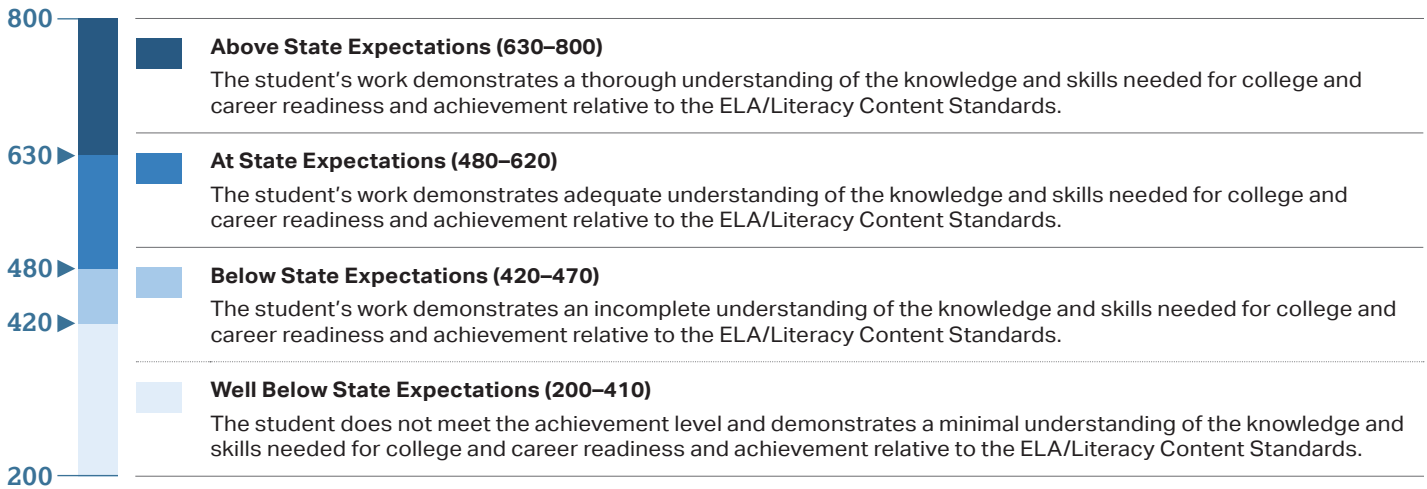 800
Above State Expectations (630–800)
The student's work demonstrates a thorough understanding of the knowledge and skills needed for college and
career readiness and achievement relative to the ELA/Literacy Content Standards.
630
At State Expectations (480–620)
The student's work demonstrates adequate understanding of the knowledge and skills needed for college and
career readiness and achievement relative to the ELA/Literacy Content Standards.
480
Below State Expectations (420–470)
The student's work demonstrates an incomplete understanding of the knowledge and skills needed for college and
career readiness and achievement relative to the ELA/Literacy Content Standards.
420
Well Below State Expectations (200–410)
The student does not meet the achievement level and demonstrates a minimal understanding of the knowledge and
skills needed for college and career readiness and achievement relative to the ELA/Literacy Content Standards.
200